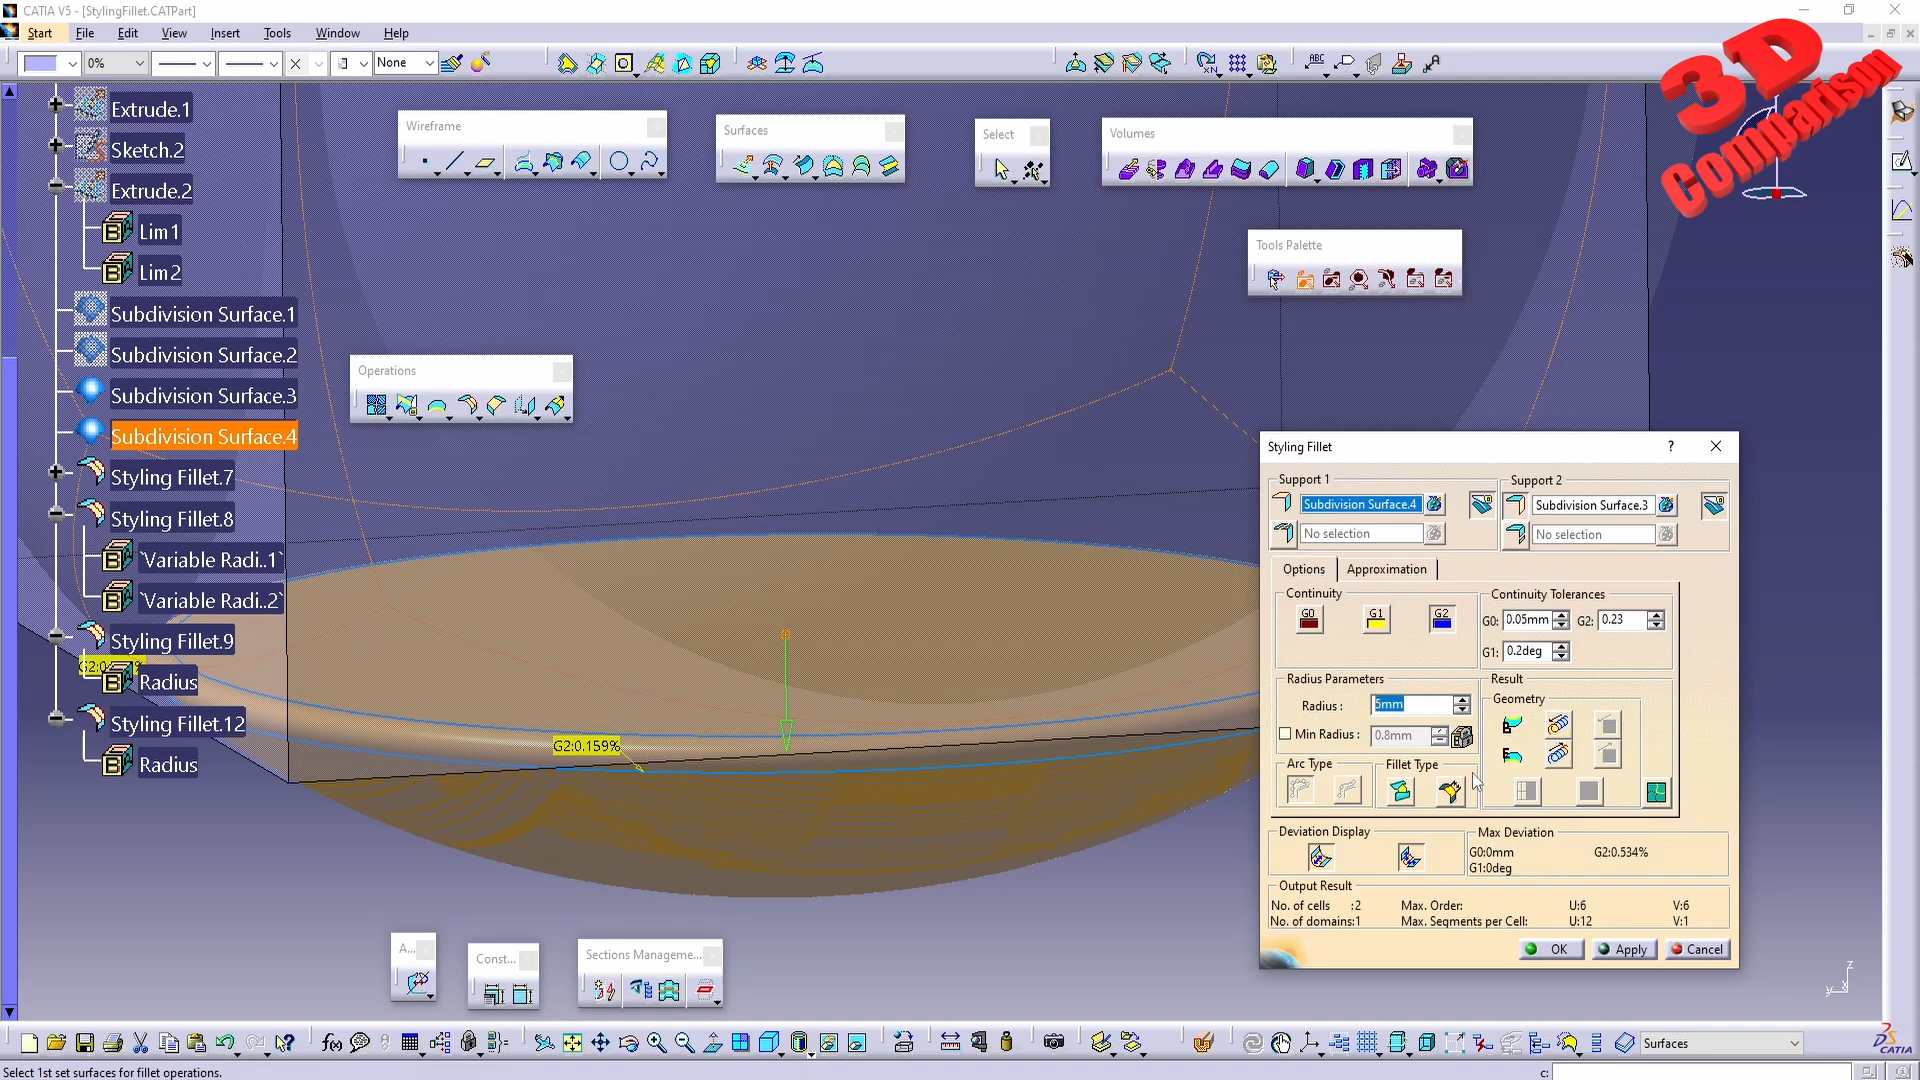 CATIA V5 - [StylingFillet.CATPart]
Start File Edit View Insert Tools Window Help
0% None
3D Comparison
Extrude.1
Sketch.2
Extrude.2
Lim1
Lim2
Subdivision Surface.1
Subdivision Surface.2
Subdivision Surface.3
Subdivision Surface.4
Styling Fillet.7
Styling Fillet.8
`Variable Radi..1`
`Variable Radi..2`
Styling Fillet.9
Radius
Styling Fillet.12
Radius
Wireframe
Surfaces
Select
Volumes
Tools Palette
Operations
G2:0.159%
Styling Fillet ?
Support 1 Support 2
Subdivision Surface.4 Subdivision Surface.3
No selection No selection
Options Approximation
Continuity Continuity Tolerances
G0 G1 G2
G0: 0.05mm G2: 0.23
G1: 0.2deg
Radius Parameters Result
Geometry
Radius : 5mm
Min Radius : 0.8mm
Arc Type Fillet Type
Deviation Display Max Deviation
G0:0mm G2:0.534%
G1:0deg
Output Result
No. of cells :2 Max. Order: U:6 V:6
No. of domains:1 Max. Segments per Cell: U:12 V:1
OK Apply Cancel
A... Const... Sections Manageme...
z
y x
f(x)
Surfaces
CATIA
Select 1st set surfaces for fillet operations. c: